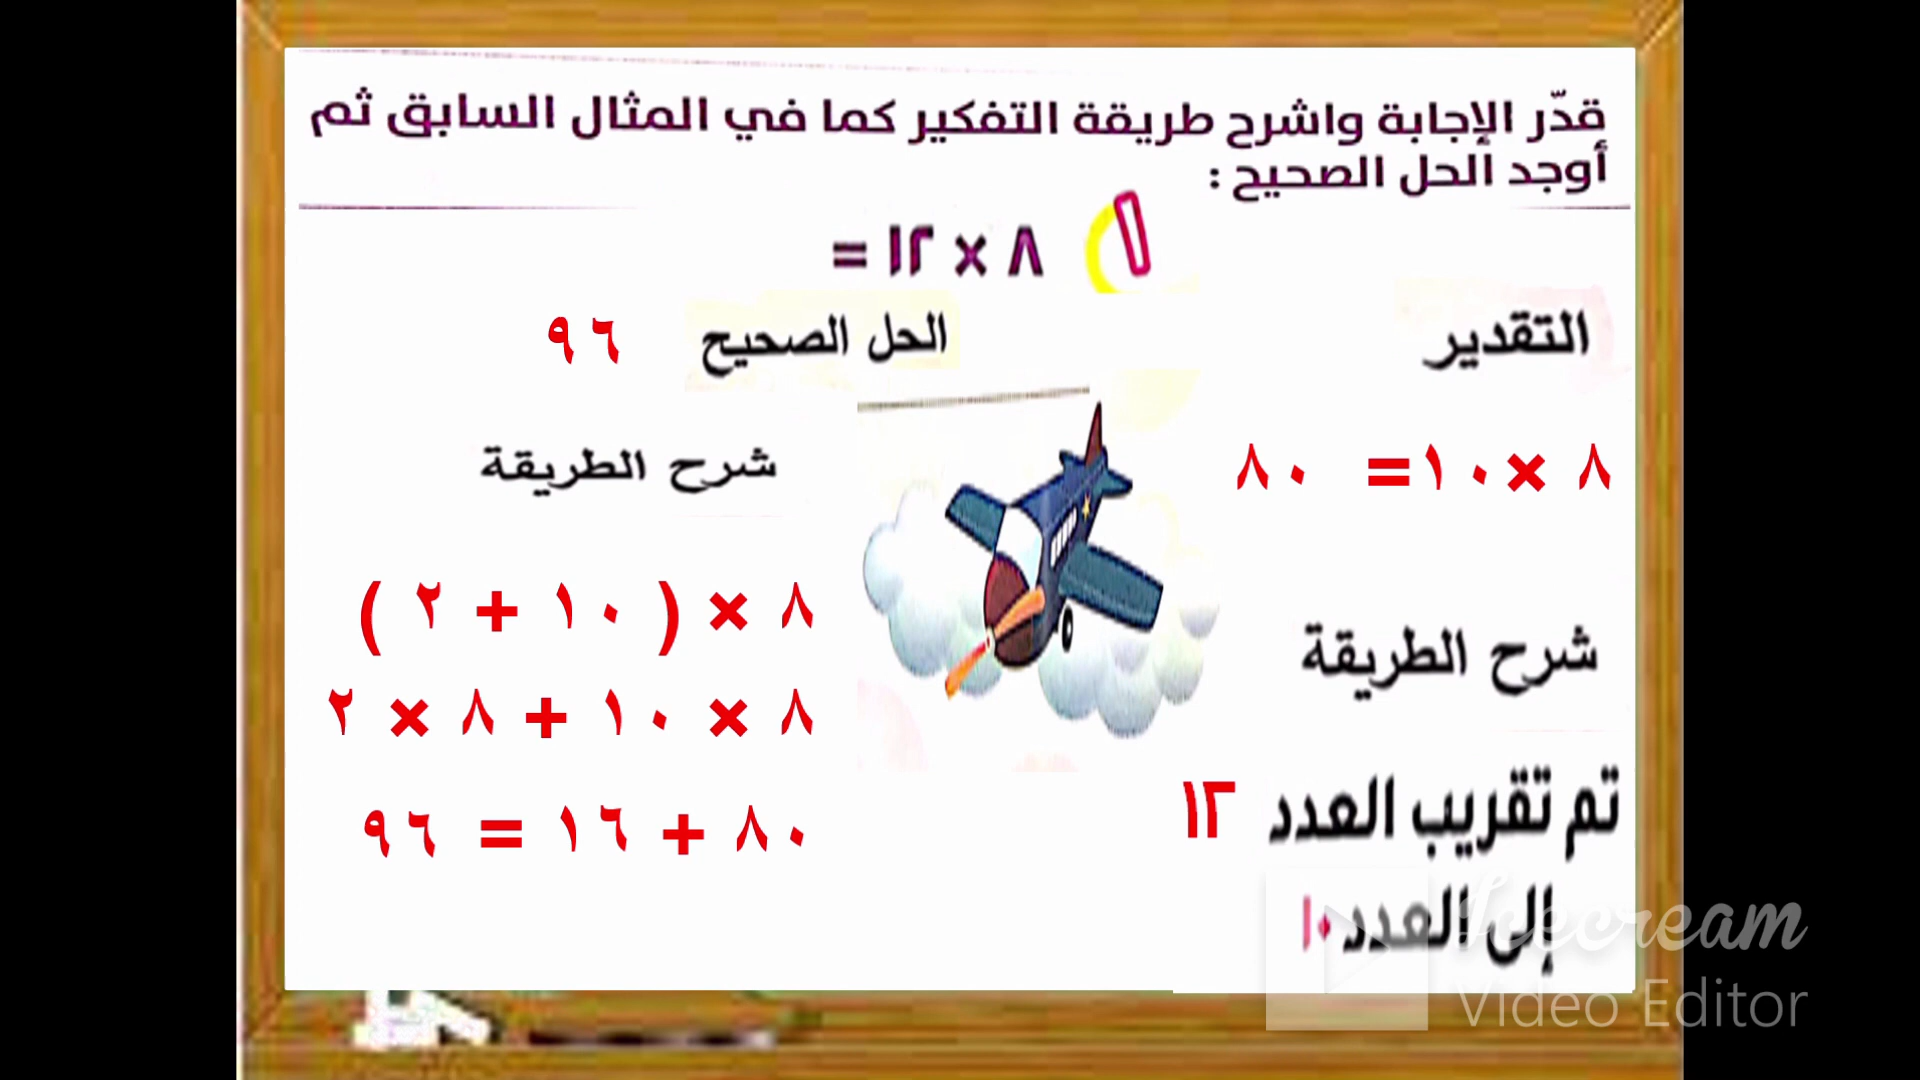 قدّر الإجابة واشرح طريقة التفكير كما في المثال السابق ثم
أوجد الحل الصحيح :
١ ٨ × ١٢ =
التقدير
٨ × ١٠ = ٨٠
شرح الطريقة
تم تقريب العدد ١٢
إلى العدد ١٠
الحل الصحيح ٩٦
شرح الطريقة
٨ × ( ١٠ + ٢ )
٨ × ١٠ + ٨ × ٢
٨٠ + ١٦ = ٩٦
Icecream
Video Editor